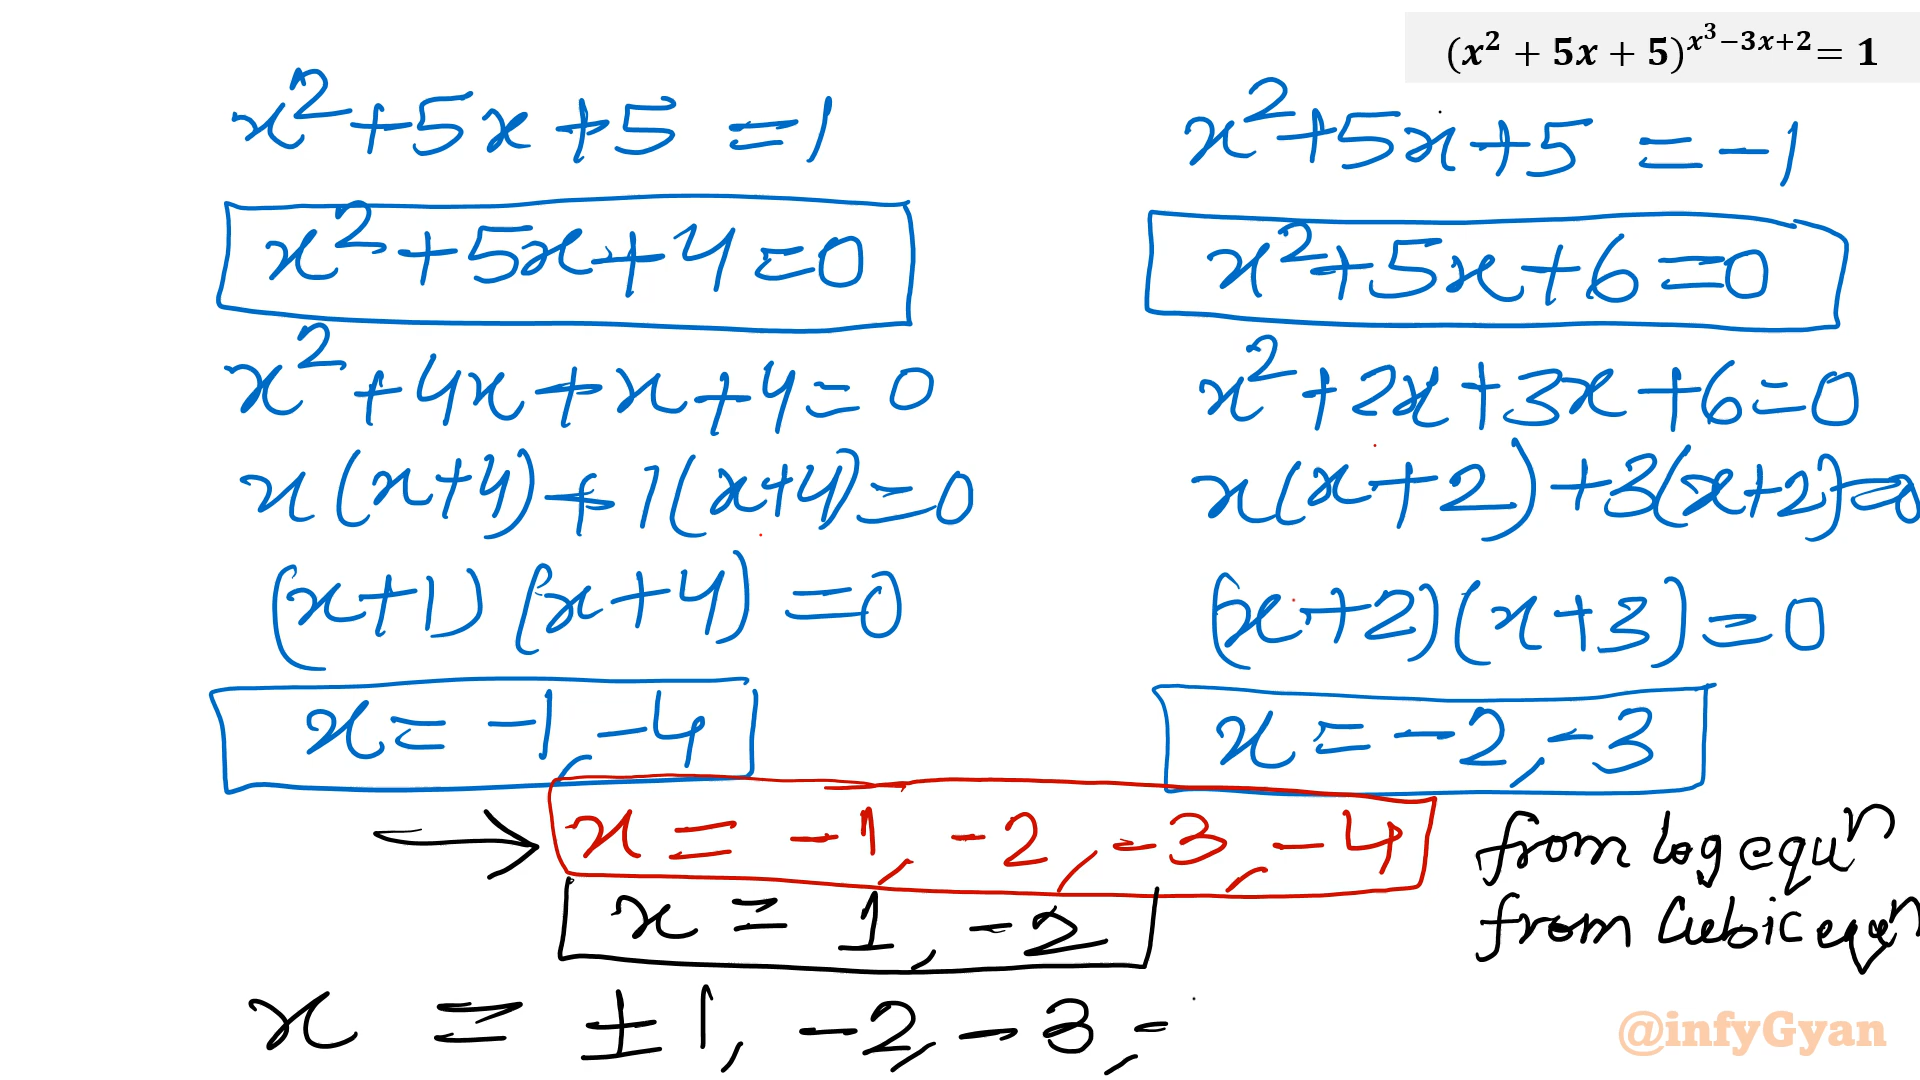 (x² + 5x + 5)^(x³−3x+2) = 1
x²+5x+5 = 1
x²+5x+4=0
x²+4x+x+4=0
x(x+4)+1(x+4)=0
(x+1)(x+4)=0
x= -1, -4
x²+5x+5 = -1
x²+5x+6=0
x²+2x+3x+6=0
x(x+2)+3(x+2)=0
(x+2)(x+3)=0
x = -2, -3
→ x = -1, -2, -3, -4 from log equⁿ
x = 1, -2 from Cubic equⁿ
x = ±1, -2, -3, -
@infyGyan